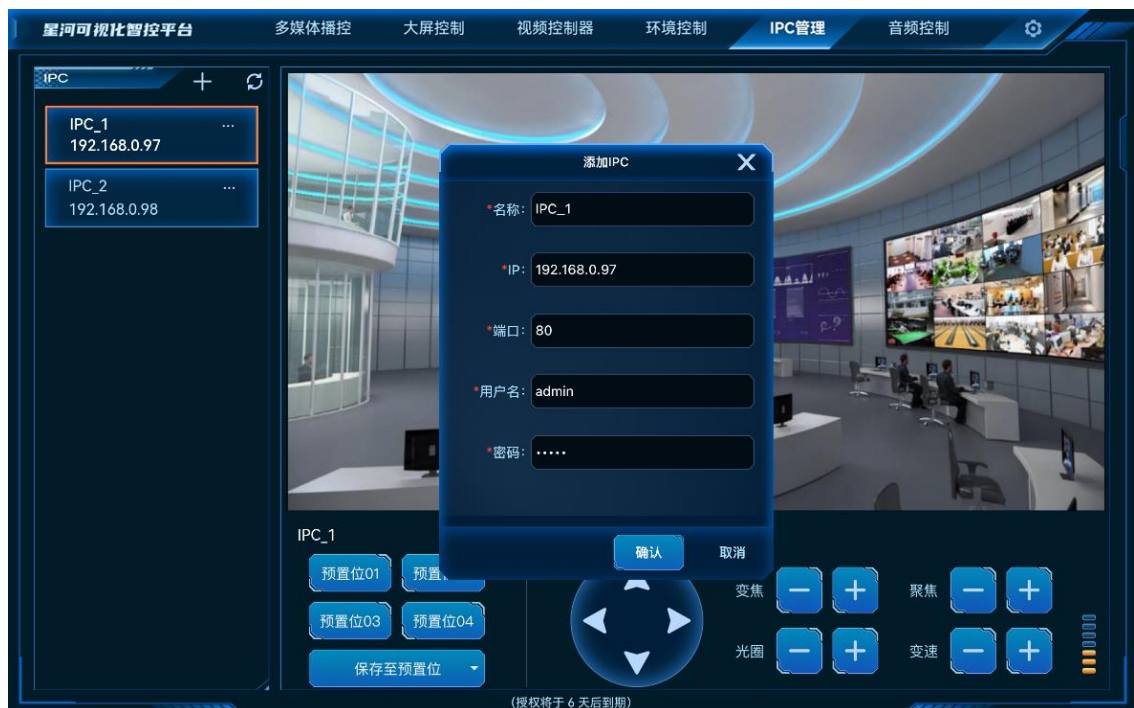 星河可视化智控平台
多媒体播控 大屏控制 视频控制器 环境控制 IPC管理 音频控制
IPC
IPC_1 ...
192.168.0.97
IPC_2 ...
192.168.0.98
添加IPC
*名称: IPC_1
*IP: 192.168.0.97
*端口: 80
*用户名: admin
*密码: •••••
确认 取消
IPC_1
预置位01 预置
预置位03 预置位04
保存至预置位
变焦 聚焦
光圈 变速
(授权将于 6 天后到期)